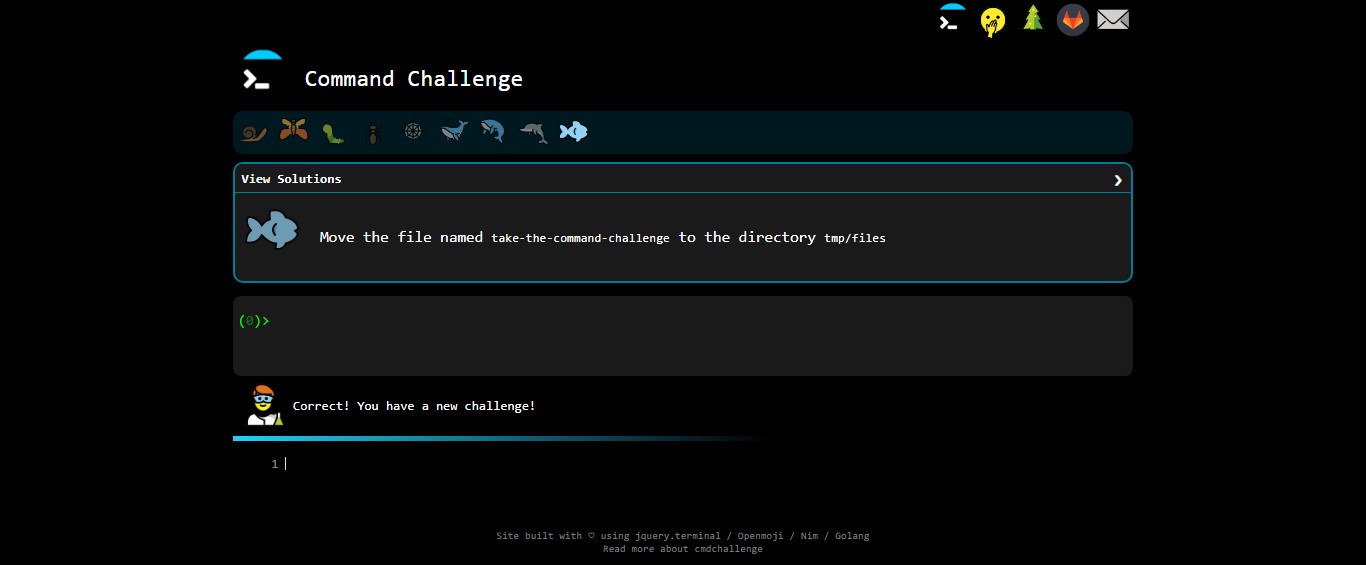 Command Challenge
View Solutions
Move the file named take-the-command-challenge to the directory tmp/files
(0)>
Correct! You have a new challenge!
1
Site built with ♡ using jquery.terminal / Openmoji / Nim / Golang
Read more about cmdchallenge